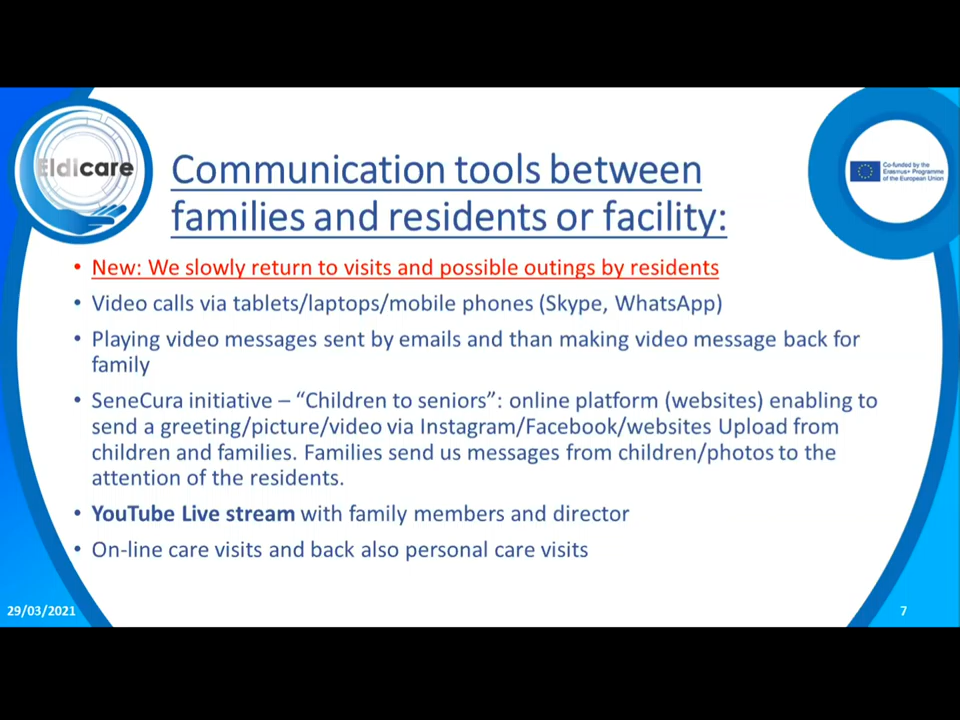 Eldicare
Co-funded by the
Erasmus+ Programme
of the European Union
Communication tools between
families and residents or facility:
• New: We slowly return to visits and possible outings by residents
• Video calls via tablets/laptops/mobile phones (Skype, WhatsApp)
• Playing video messages sent by emails and than making video message back for
family
• SeneCura initiative – “Children to seniors”: online platform (websites) enabling to
send a greeting/picture/video via Instagram/Facebook/websites Upload from
children and families. Families send us messages from children/photos to the
attention of the residents.
• YouTube Live stream with family members and director
• On-line care visits and back also personal care visits
29/03/2021
7